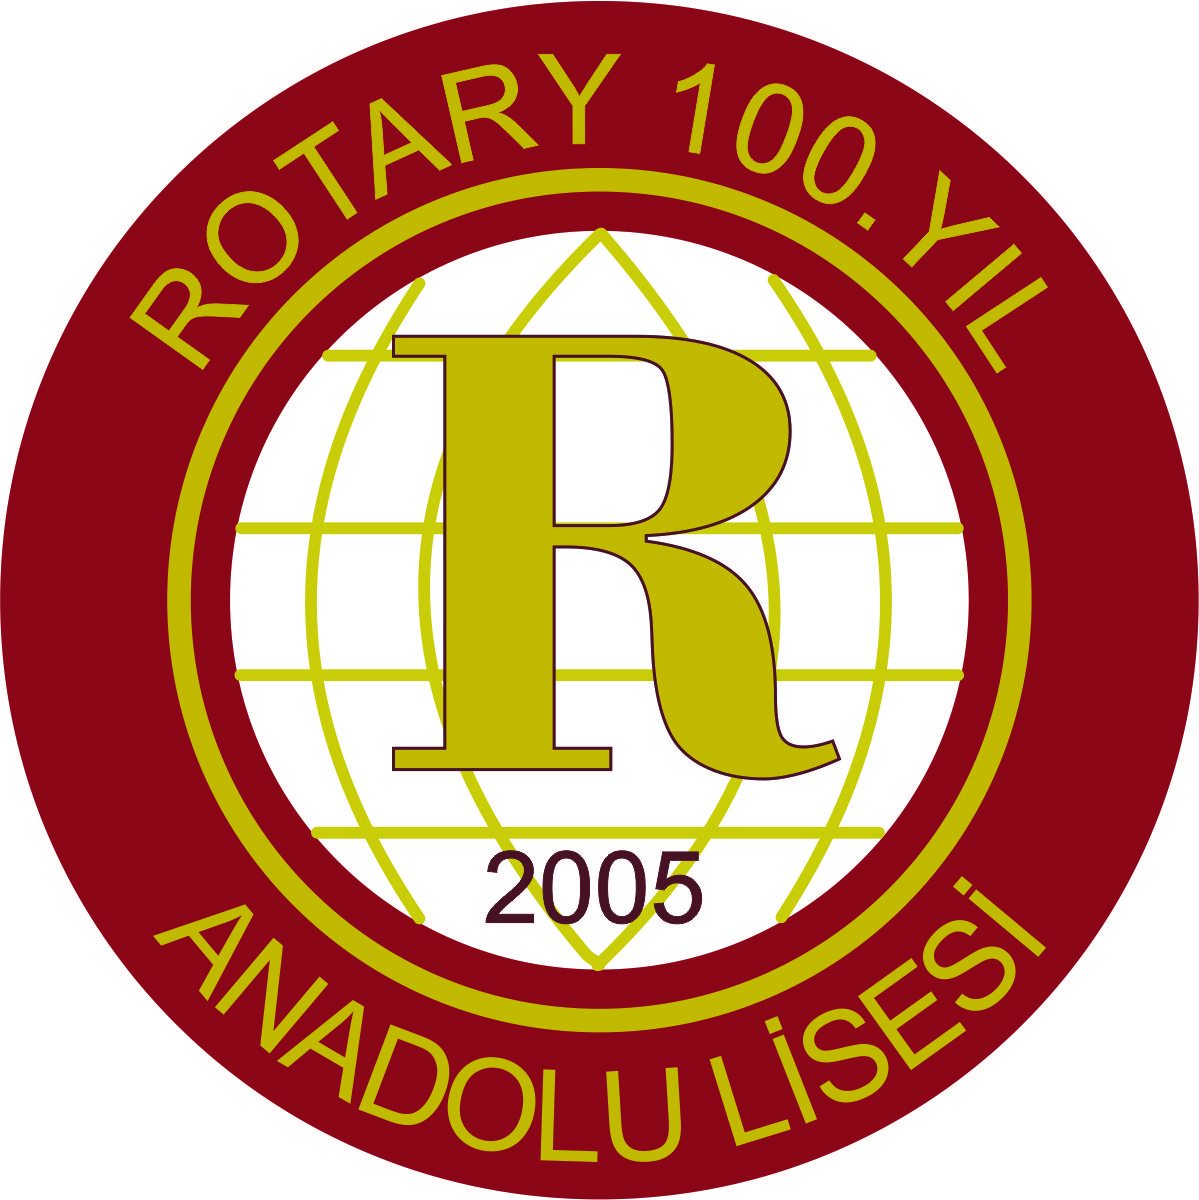 ROTARY 100.YIL
R
2005
ANADOLU LİSESİ